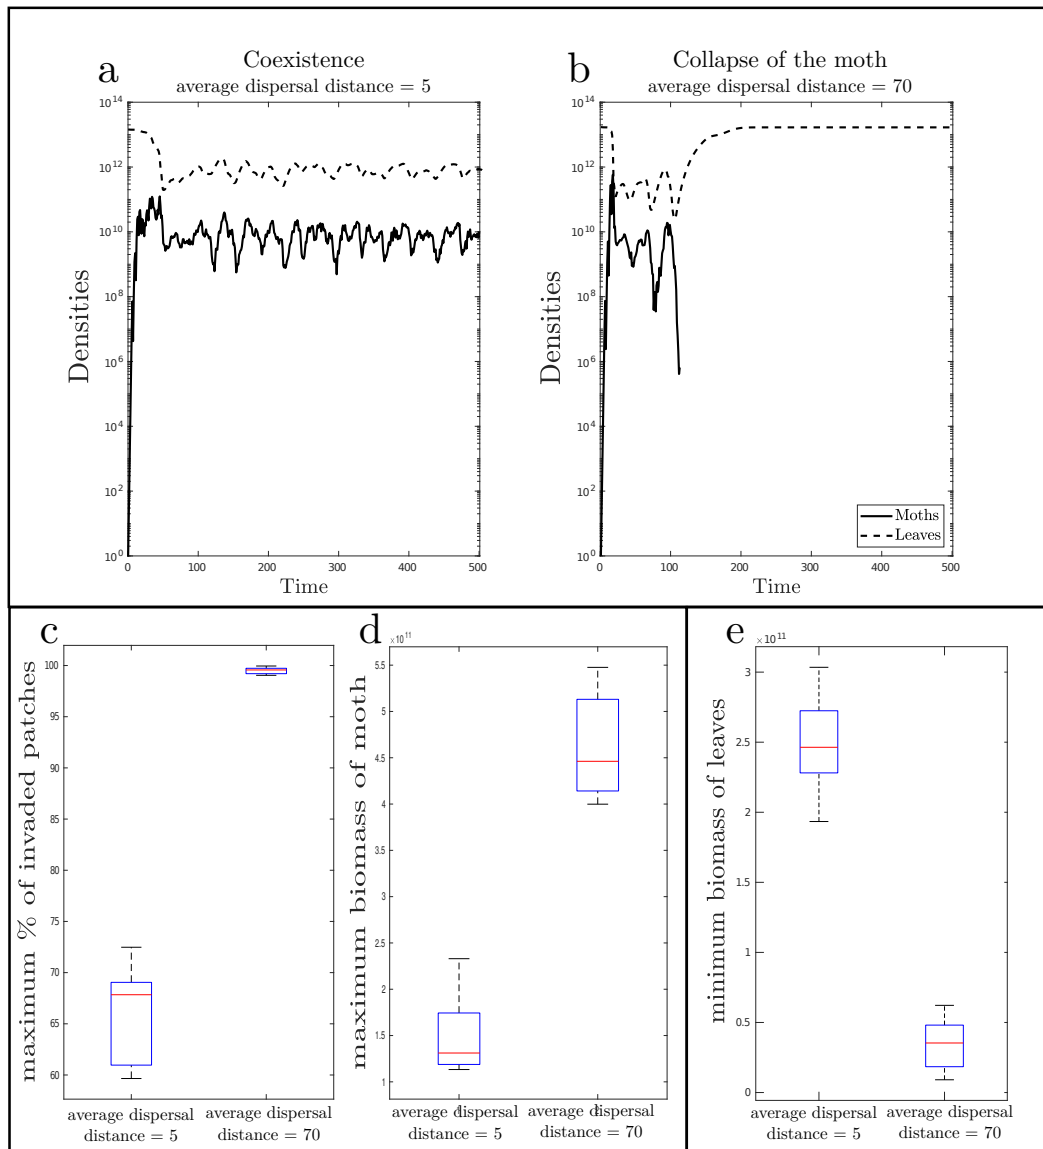 a
Coexistence
average dispersal distance = 5
10^14
10^12
10^10
10^8
10^6
10^4
10^2
10^0
Densities
0
100
200
300
400
500
Time
b
Collapse of the moth
average dispersal distance = 70
10^14
10^12
10^10
10^8
10^6
10^4
10^2
10^0
Densities
0
100
200
300
400
500
Time
Moths
Leaves
c
maximum % of invaded patches
100
95
90
85
80
75
70
65
60
average dispersal
distance = 5
average dispersal
distance = 70
d
×10^11
maximum biomass of moth
5.5
5
4.5
4
3.5
3
2.5
2
1.5
1
average dispersal
distance = 5
average dispersal
distance = 70
e
×10^11
minimum biomass of leaves
3
2.5
2
1.5
1
0.5
0
average dispersal
distance = 5
average dispersal
distance = 70